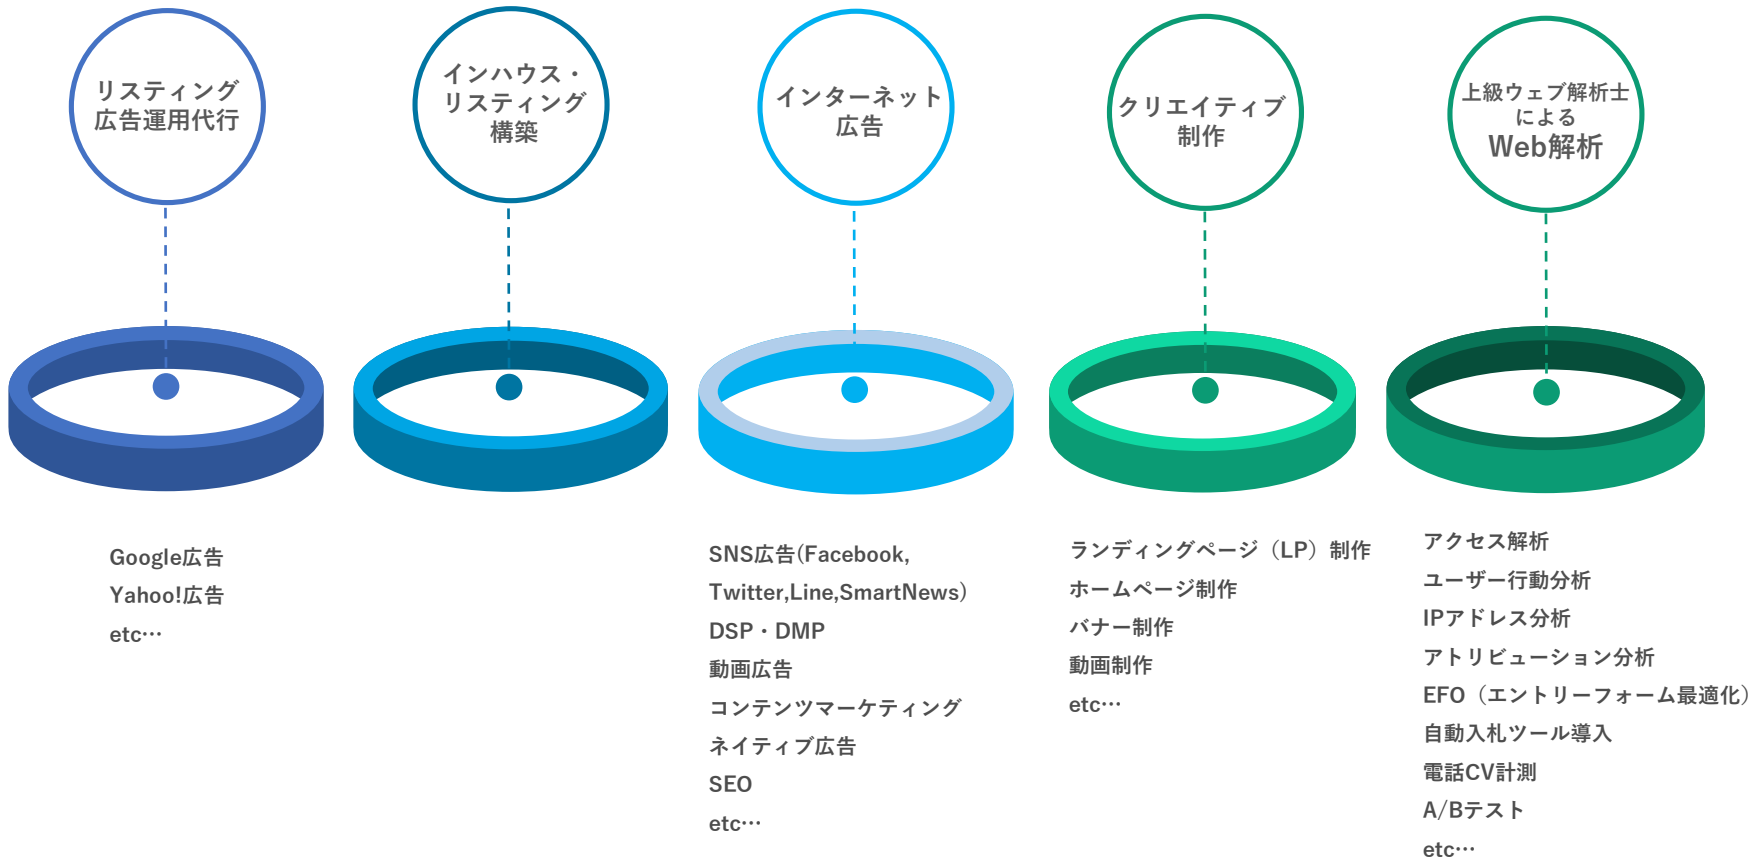 リスティング
広告運用代行
インハウス・
リスティング
構築
インターネット
広告
クリエイティブ
制作
上級ウェブ解析士
による
Web解析
Google広告
Yahoo!広告
etc…
SNS広告(Facebook,
Twitter,Line,SmartNews）
DSP・DMP
動画広告
コンテンツマーケティング
ネイティブ広告
SEO
etc…
ランディングページ（LP）制作
ホームページ制作
バナー制作
動画制作
etc…
アクセス解析
ユーザー行動分析
IPアドレス分析
アトリビューション分析
EFO（エントリーフォーム最適化）
自動入札ツール導入
電話CV計測
A/Bテスト
etc…